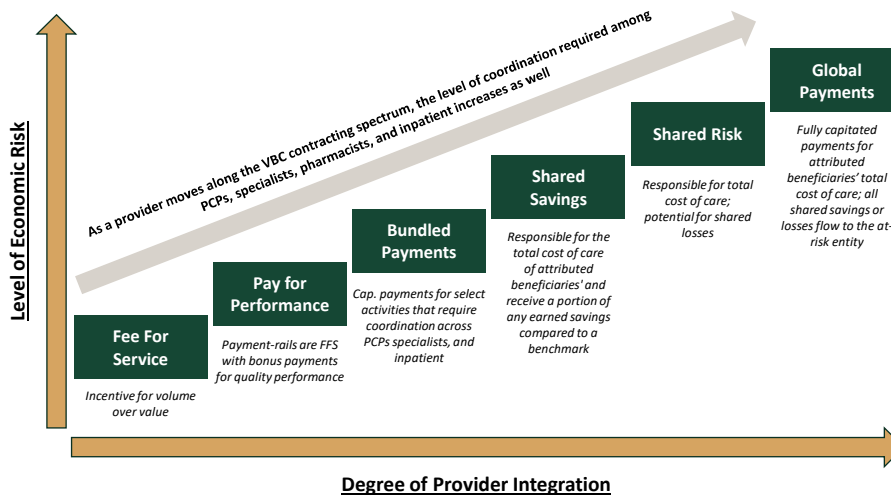 Level of Economic Risk
As a provider moves along the VBC contracting spectrum, the level of coordination required among
PCPs, specialists, pharmacists, and inpatient increases as well
Fee For
Service
Incentive for volume
over value
Pay for
Performance
Payment-rails are FFS
with bonus payments
for quality performance
Bundled
Payments
Cap. payments for select
activities that require
coordination across
PCPs specialists, and
inpatient
Shared
Savings
Responsible for the
total cost of care
of attributed
beneficiaries' and
receive a portion of
any earned savings
compared to a
benchmark
Shared Risk
Responsible for total
cost of care;
potential for shared
losses
Global
Payments
Fully capitated
payments for
attributed
beneficiaries’ total
cost of care; all
shared savings or
losses flow to the at-
risk entity
Degree of Provider Integration